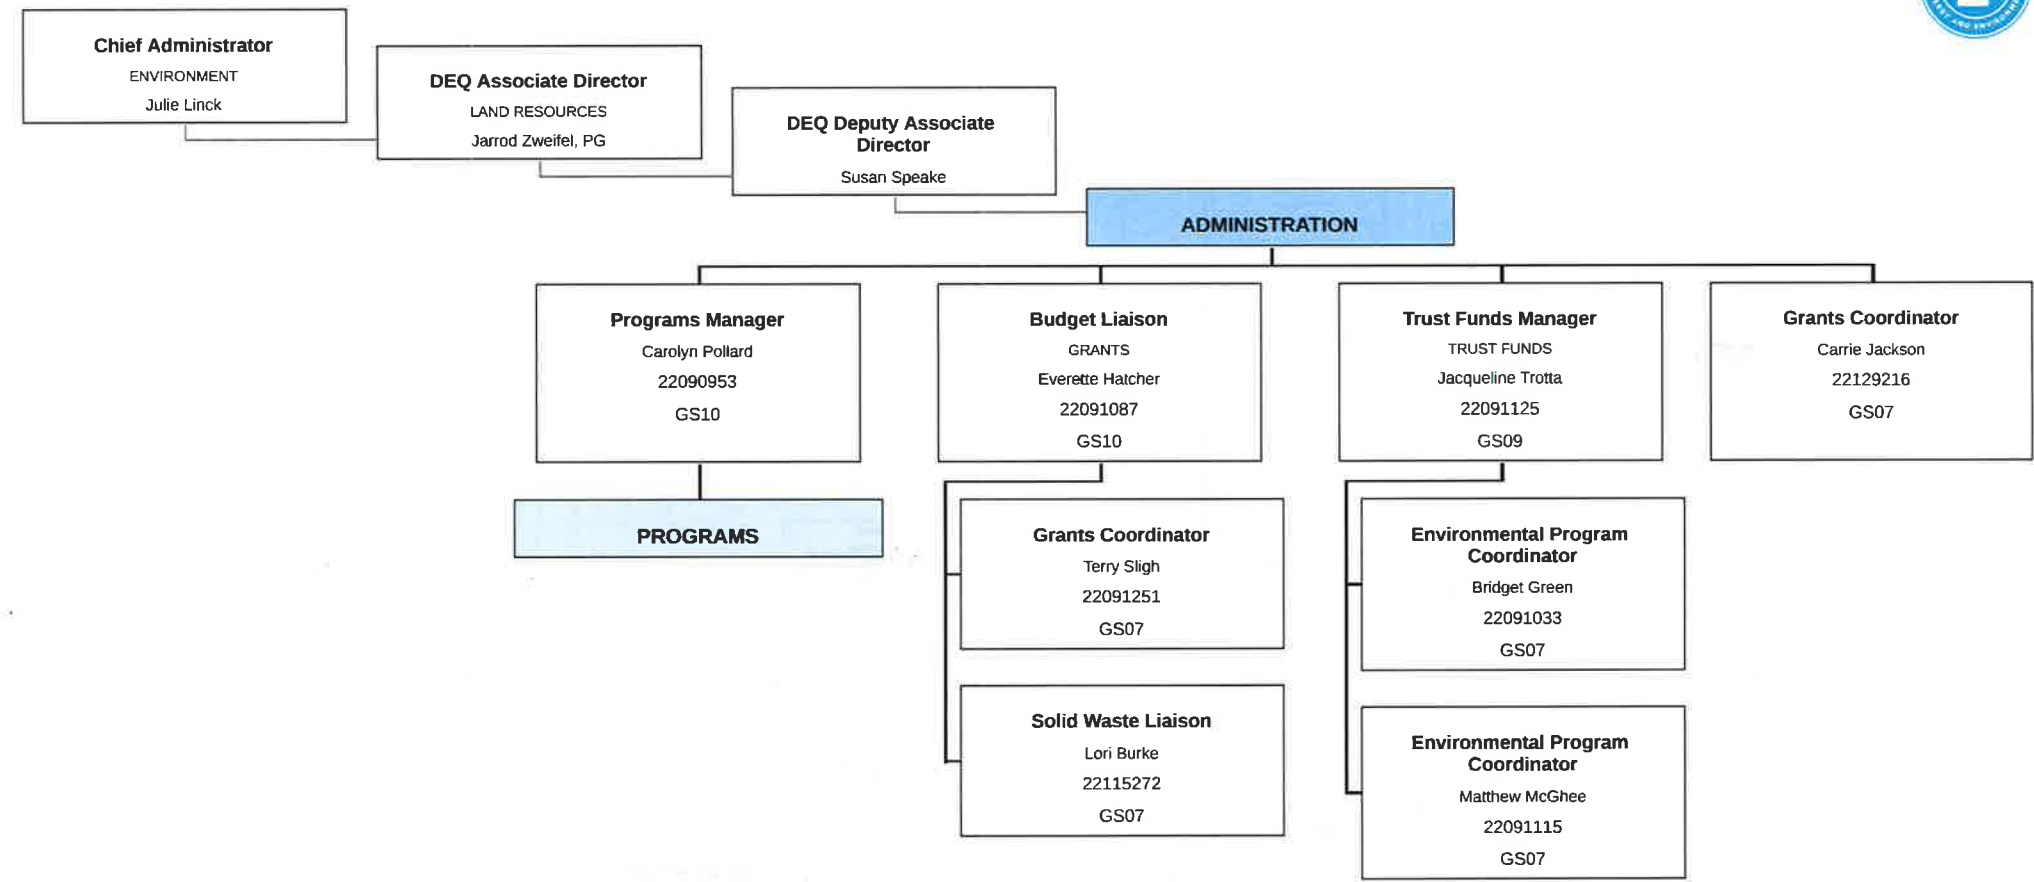 Chief Administrator
ENVIRONMENT
Julie Linck
DEQ Associate Director
LAND RESOURCES
Jarrod Zweifel, PG
DEQ Deputy Associate
Director
Susan Speake
ADMINISTRATION
Programs Manager
Carolyn Pollard
22090953
GS10
Budget Liaison
GRANTS
Everette Hatcher
22091087
GS10
Trust Funds Manager
TRUST FUNDS
Jacqueline Trotta
22091125
GS09
Grants Coordinator
Carrie Jackson
22129216
GS07
PROGRAMS
Grants Coordinator
Terry Sligh
22091251
GS07
Solid Waste Liaison
Lori Burke
22115272
GS07
Environmental Program
Coordinator
Bridget Green
22091033
GS07
Environmental Program
Coordinator
Matthew McGhee
22091115
GS07